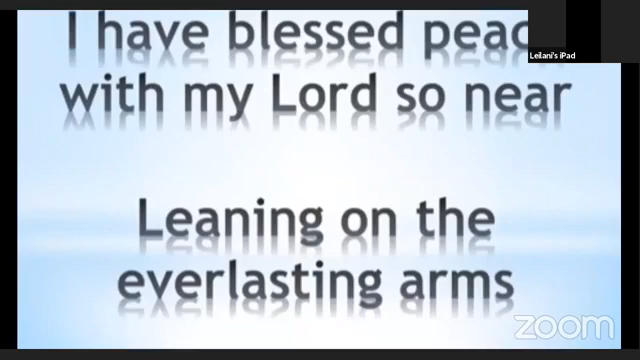 I have blessed peac
Leilani's iPad
with my Lord so near
Leaning on the
everlasting arms
zoom